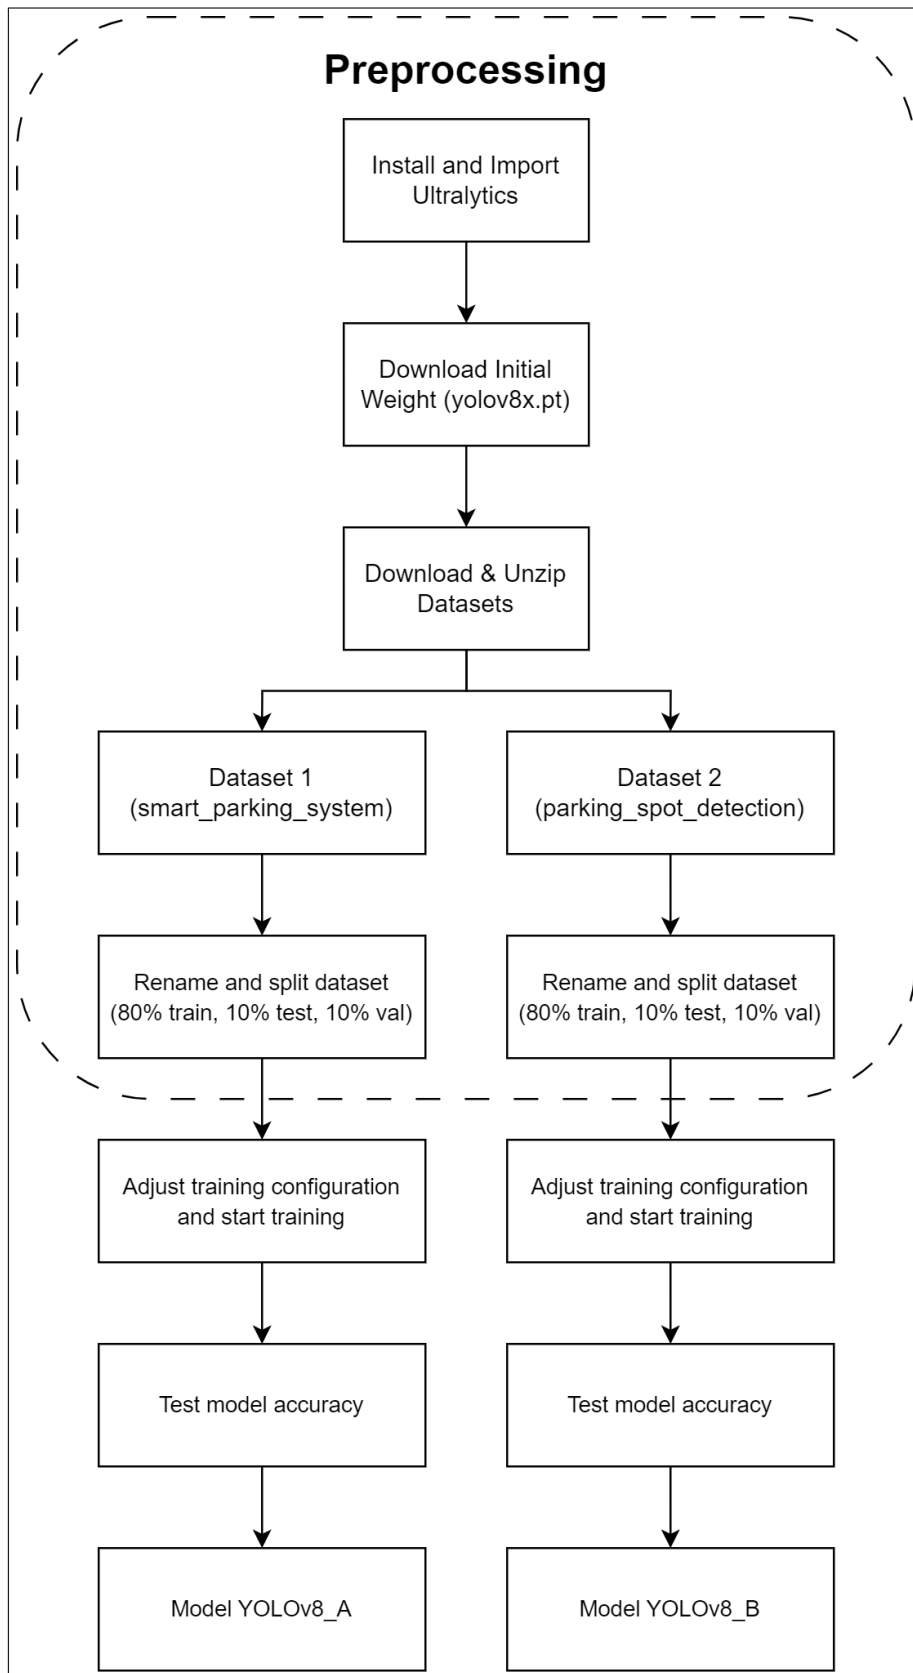 Preprocessing
Install and Import
Ultralytics
Download Initial
Weight (yolov8x.pt)
Download & Unzip
Datasets
Dataset 1
(smart_parking_system)
Dataset 2
(parking_spot_detection)
Rename and split dataset
(80% train, 10% test, 10% val)
Rename and split dataset
(80% train, 10% test, 10% val)
Adjust training configuration
and start training
Adjust training configuration
and start training
Test model accuracy
Test model accuracy
Model YOLOv8_A
Model YOLOv8_B